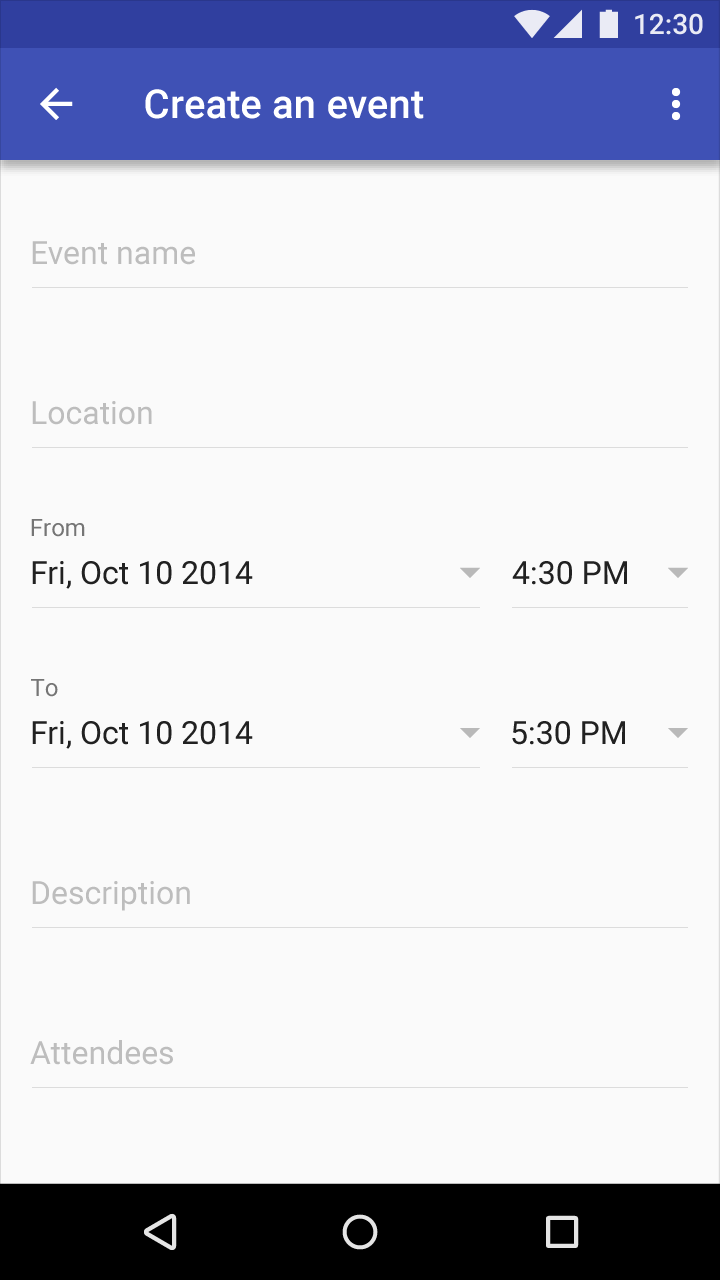 12:30
Create an event
Event name
Location
From
Fri, Oct 10 2014 4:30 PM
To
Fri, Oct 10 2014 5:30 PM
Description
Attendees